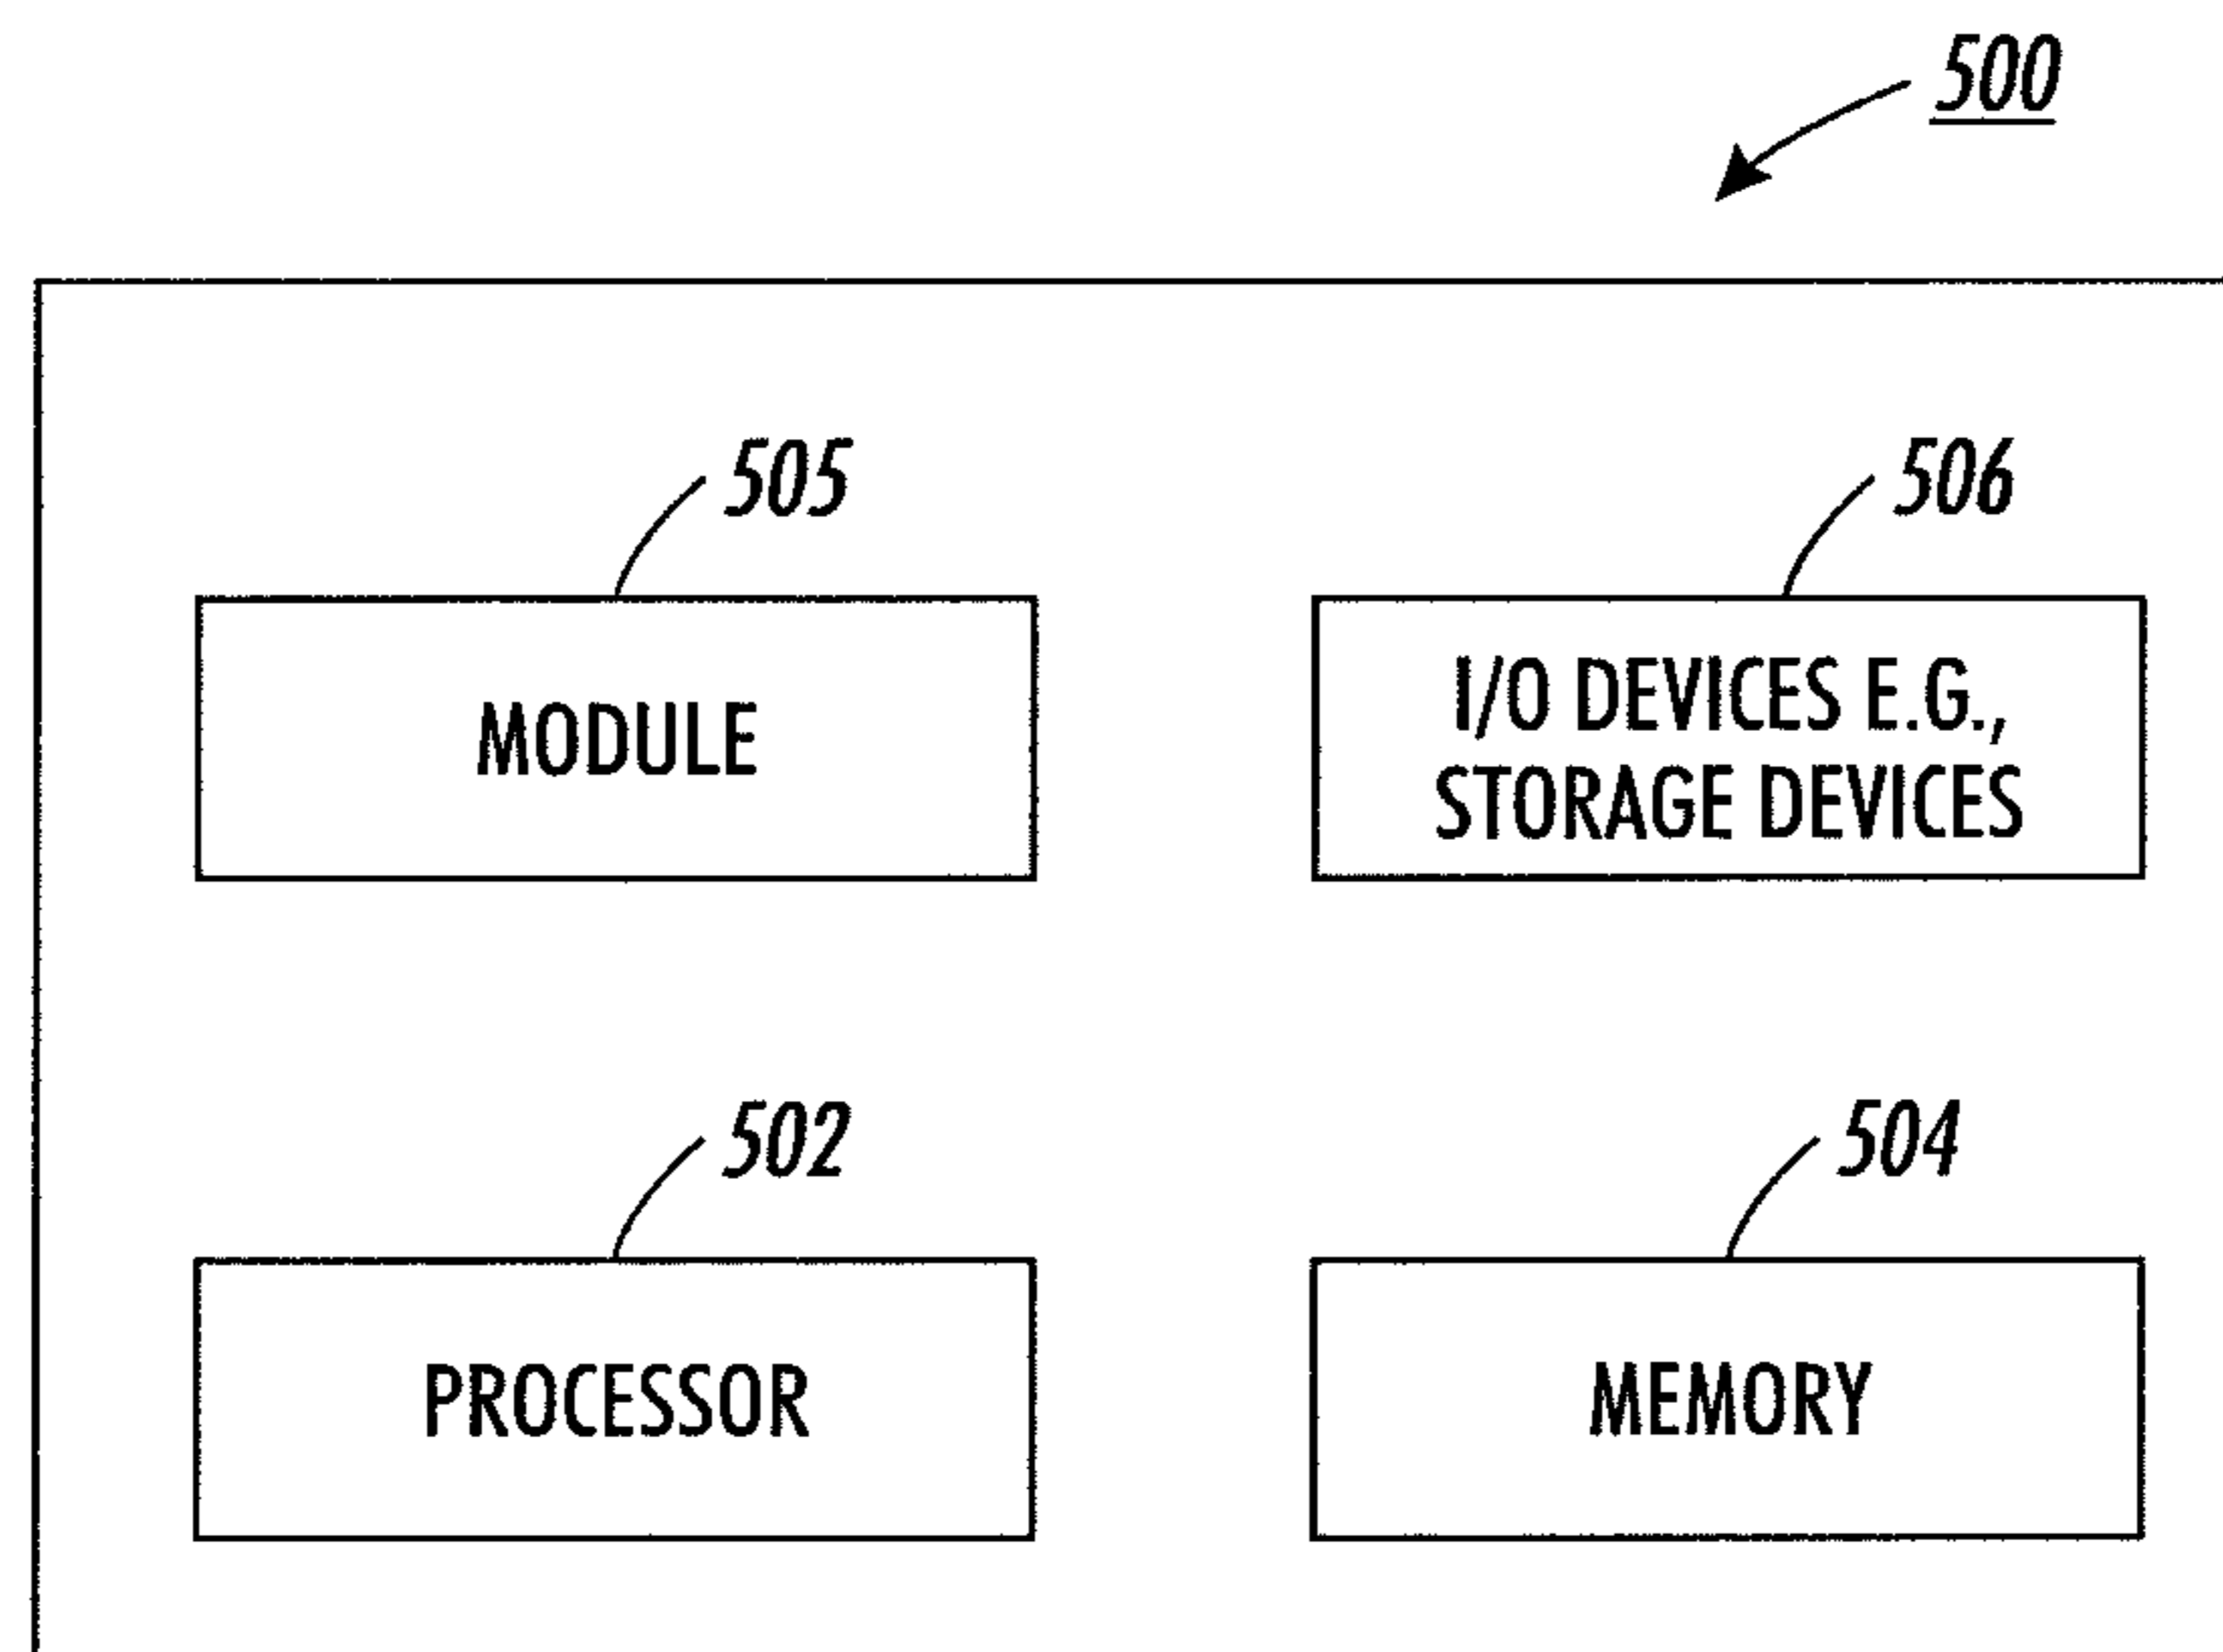 500
505
506
MODULE
I/O DEVICES E.G.,
STORAGE DEVICES
502
504
PROCESSOR
MEMORY